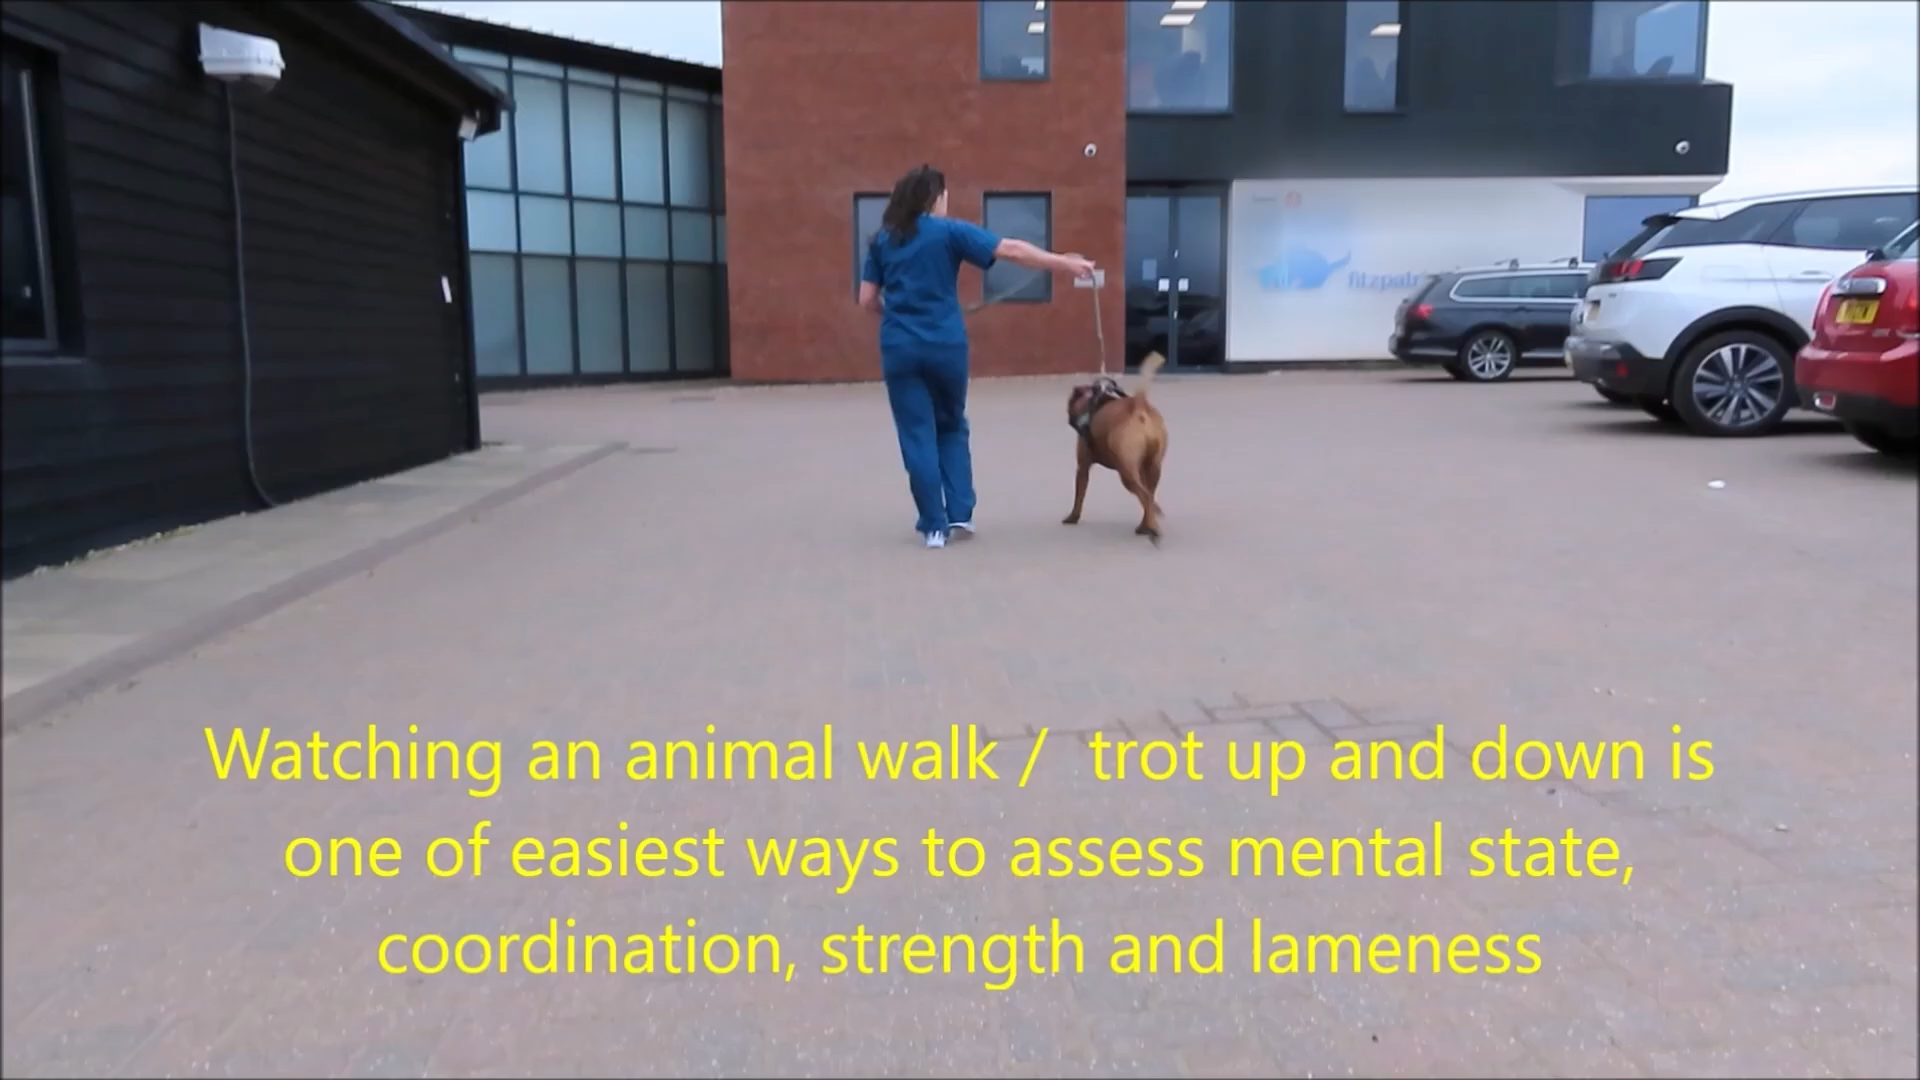 fitzpatri
Watching an animal walk / trot up and down is
one of easiest ways to assess mental state,
coordination, strength and lameness